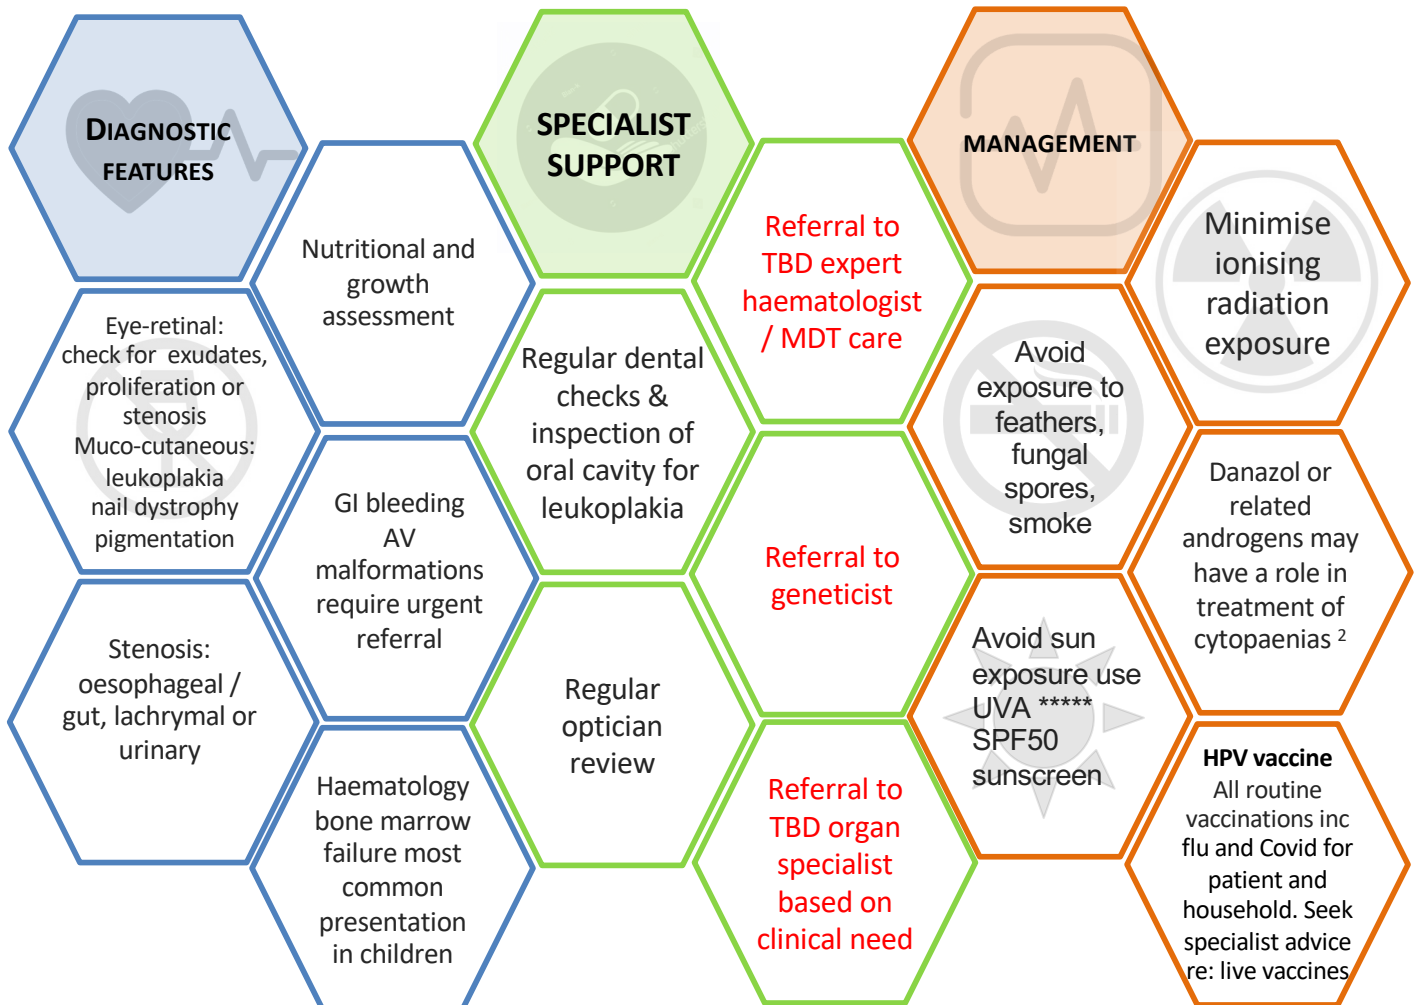 DIAGNOSTIC
FEATURES
Nutritional and
growth
assessment
Eye-retinal:
check for exudates,
proliferation or
stenosis
Muco-cutaneous:
leukoplakia
nail dystrophy
pigmentation
GI bleeding
AV
malformations
require urgent
referral
Stenosis:
oesophageal /
gut, lachrymal or
urinary
Haematology
bone marrow
failure most
common
presentation
in children
SPECIALIST
SUPPORT
Referral to
TBD expert
haematologist
/ MDT care
Regular dental
checks &
inspection of
oral cavity for
leukoplakia
Referral to
geneticist
Regular
optician
review
Referral to
TBD organ
specialist
based on
clinical need
MANAGEMENT
Minimise
ionising
radiation
exposure
Avoid
exposure to
feathers,
fungal
spores,
smoke
Danazol or
related
androgens may
have a role in
treatment of
cytopaenias 2
Avoid sun
exposure use
UVA *****
SPF50
sunscreen
HPV vaccine
All routine
vaccinations inc
flu and Covid for
patient and
household. Seek
specialist advice
re: live vaccines